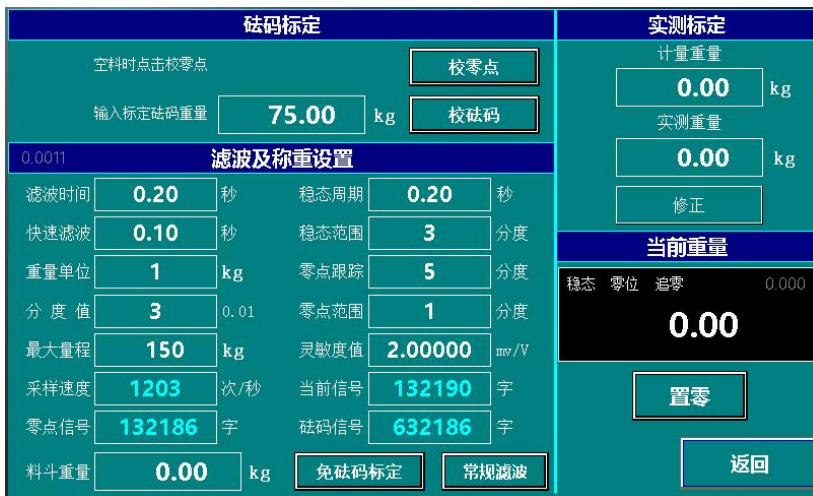 砝码标定
空料时点击校零点 校零点
输入标定砝码重量 75.00 kg 校砝码
0.0011 滤波及称重设置
滤波时间 0.20 秒 稳态周期 0.20 秒
快速滤波 0.10 秒 稳态范围 3 分度
重量单位 1 kg 零点跟踪 5 分度
分度值 3 0.01 零点范围 1 分度
最大量程 150 kg 灵敏度值 2.00000 mv/V
采样速度 1203 次/秒 当前信号 132190 字
零点信号 132186 字 砝码信号 632186 字
料斗重量 0.00 kg 免砝码标定 常规滤波
实测标定
计量重量
0.00 kg
实测重量
0.00 kg
修正
当前重量
稳态 零位 追零 0.000
0.00
置零
返回